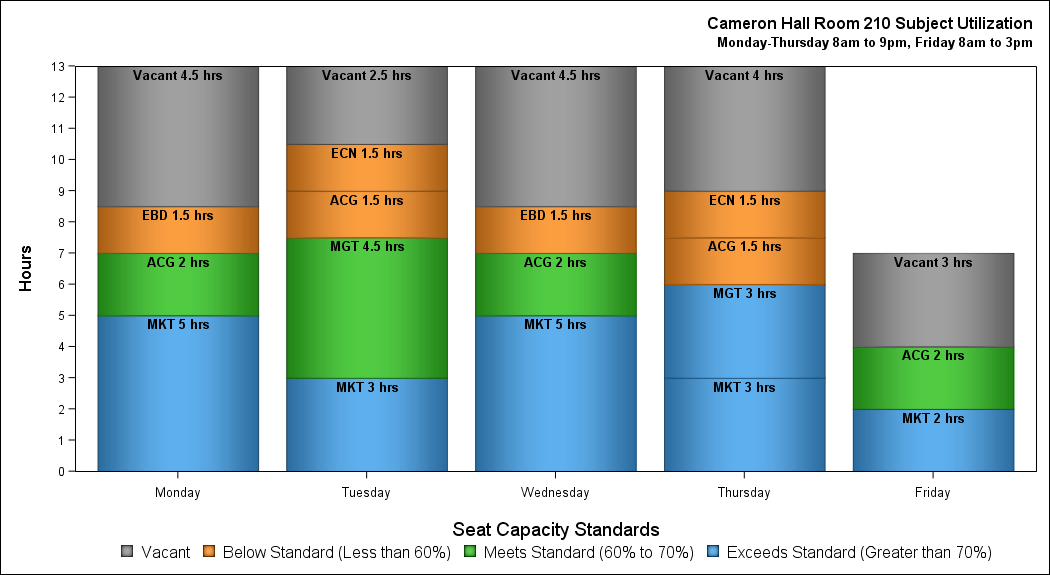 Cameron Hall Room 210 Subject Utilization
Monday-Thursday 8am to 9pm, Friday 8am to 3pm
Hours
13
12
11
10
9
8
7
6
5
4
3
2
1
0
Vacant 4.5 hrs
EBD 1.5 hrs
ACG 2 hrs
MKT 5 hrs
Vacant 2.5 hrs
ECN 1.5 hrs
ACG 1.5 hrs
MGT 4.5 hrs
MKT 3 hrs
Vacant 4.5 hrs
EBD 1.5 hrs
ACG 2 hrs
MKT 5 hrs
Vacant 4 hrs
ECN 1.5 hrs
ACG 1.5 hrs
MGT 3 hrs
MKT 3 hrs
Vacant 3 hrs
ACG 2 hrs
MKT 2 hrs
Monday Tuesday Wednesday Thursday Friday
Seat Capacity Standards
Vacant Below Standard (Less than 60%) Meets Standard (60% to 70%) Exceeds Standard (Greater than 70%)